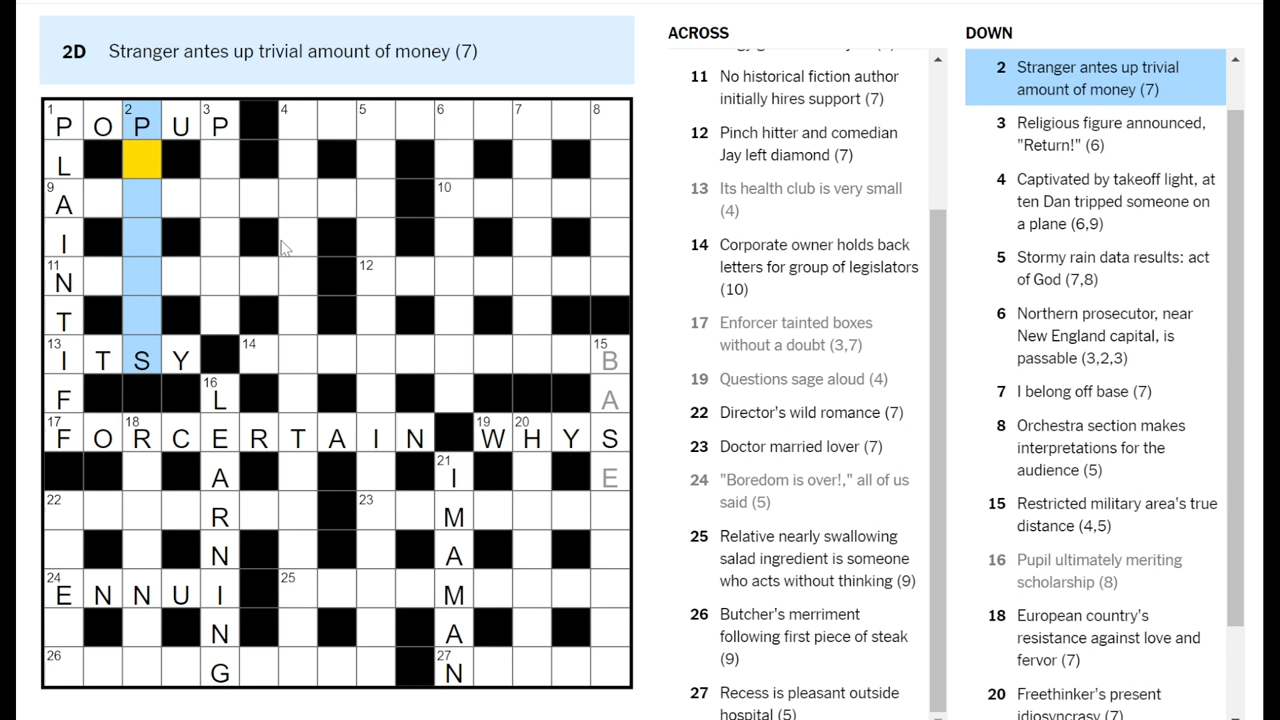 2D Stranger antes up trivial amount of money (7)
1 2 3 4 5 6 7 8
P O P U P
L
9 10
A
I
11 12
N
T
13 14 15
I T S Y B
16
F L A
17 18 19 20
F O R C E R T A I N W H Y S
21
A I E
22 23
R M
N A
24 25
E N N U I M
N A
26 27
G N
ACROSS
11 No historical fiction author
initially hires support (7)
12 Pinch hitter and comedian
Jay left diamond (7)
13 Its health club is very small
(4)
14 Corporate owner holds back
letters for group of legislators
(10)
17 Enforcer tainted boxes
without a doubt (3,7)
19 Questions sage aloud (4)
22 Director's wild romance (7)
23 Doctor married lover (7)
24 "Boredom is over!," all of us
said (5)
25 Relative nearly swallowing
salad ingredient is someone
who acts without thinking (9)
26 Butcher's merriment
following first piece of steak
(9)
27 Recess is pleasant outside
hospital (5)
DOWN
2 Stranger antes up trivial
amount of money (7)
3 Religious figure announced,
"Return!" (6)
4 Captivated by takeoff light, at
ten Dan tripped someone on
a plane (6,9)
5 Stormy rain data results: act
of God (7,8)
6 Northern prosecutor, near
New England capital, is
passable (3,2,3)
7 I belong off base (7)
8 Orchestra section makes
interpretations for the
audience (5)
15 Restricted military area's true
distance (4,5)
16 Pupil ultimately meriting
scholarship (8)
18 European country's
resistance against love and
fervor (7)
20 Freethinker's present
idiosyncrasy (7)